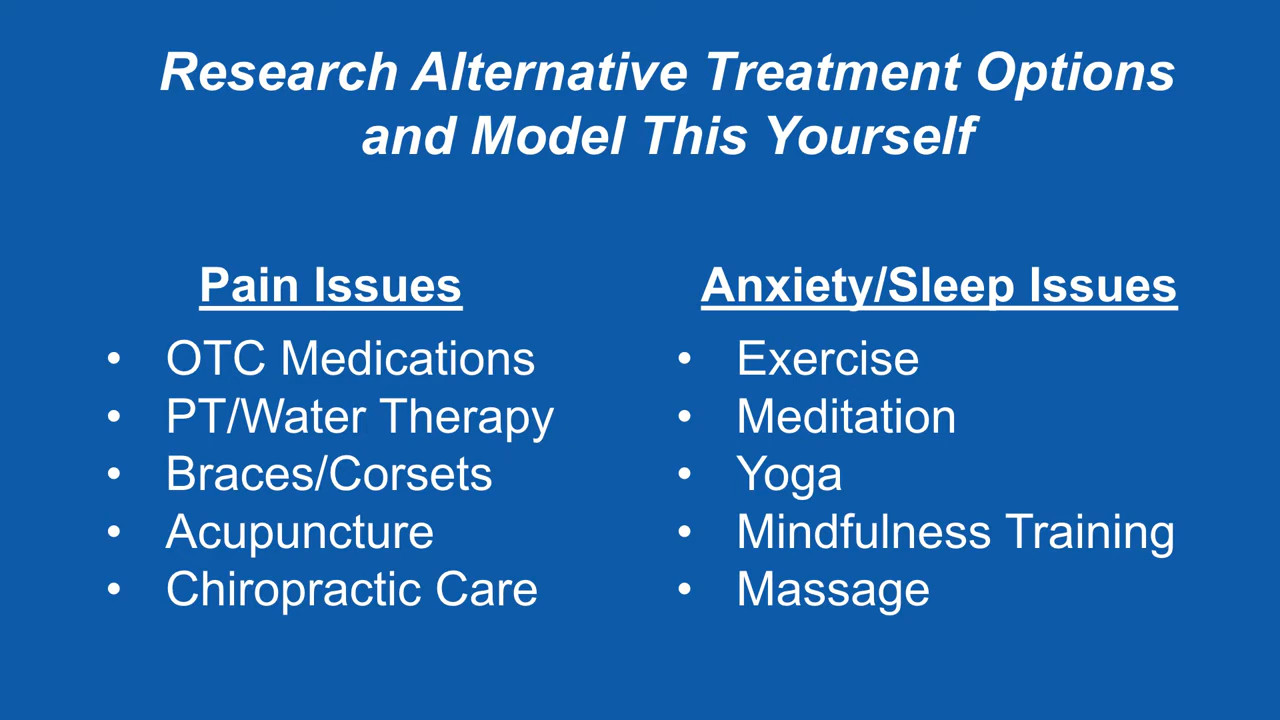 Research Alternative Treatment Options
and Model This Yourself
Pain Issues
• OTC Medications
• PT/Water Therapy
• Braces/Corsets
• Acupuncture
• Chiropractic Care
Anxiety/Sleep Issues
• Exercise
• Meditation
• Yoga
• Mindfulness Training
• Massage